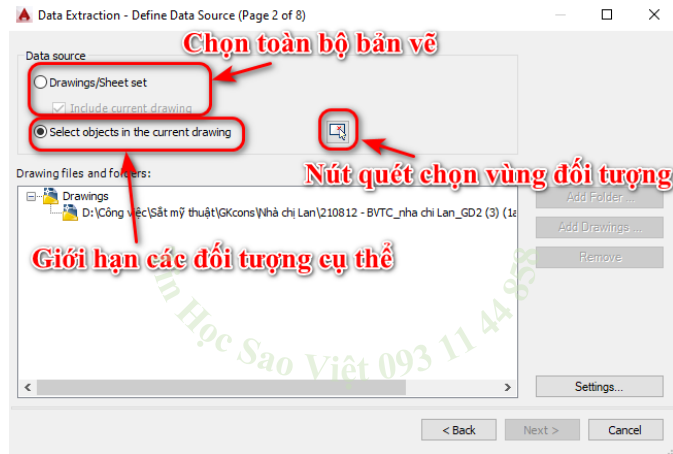 Data Extraction - Define Data Source (Page 2 of 8)
Chọn toàn bộ bản vẽ
Data source
Drawings/Sheet set
Include current drawing
Select objects in the current drawing
Nút quét chọn vùng đối tượng
Drawing files and folders:
Drawings
D:\Công việc\Sắt mỹ thuật\GKcons\Nhà chị Lan\210812 - BVTC_nha chi Lan_GD2 (3) (1a
Add Folder ...
Add Drawings ...
Remove
Giới hạn các đối tượng cụ thể
Tin Học Sao Việt 093 11 44 858
Settings...
< Back
Next >
Cancel